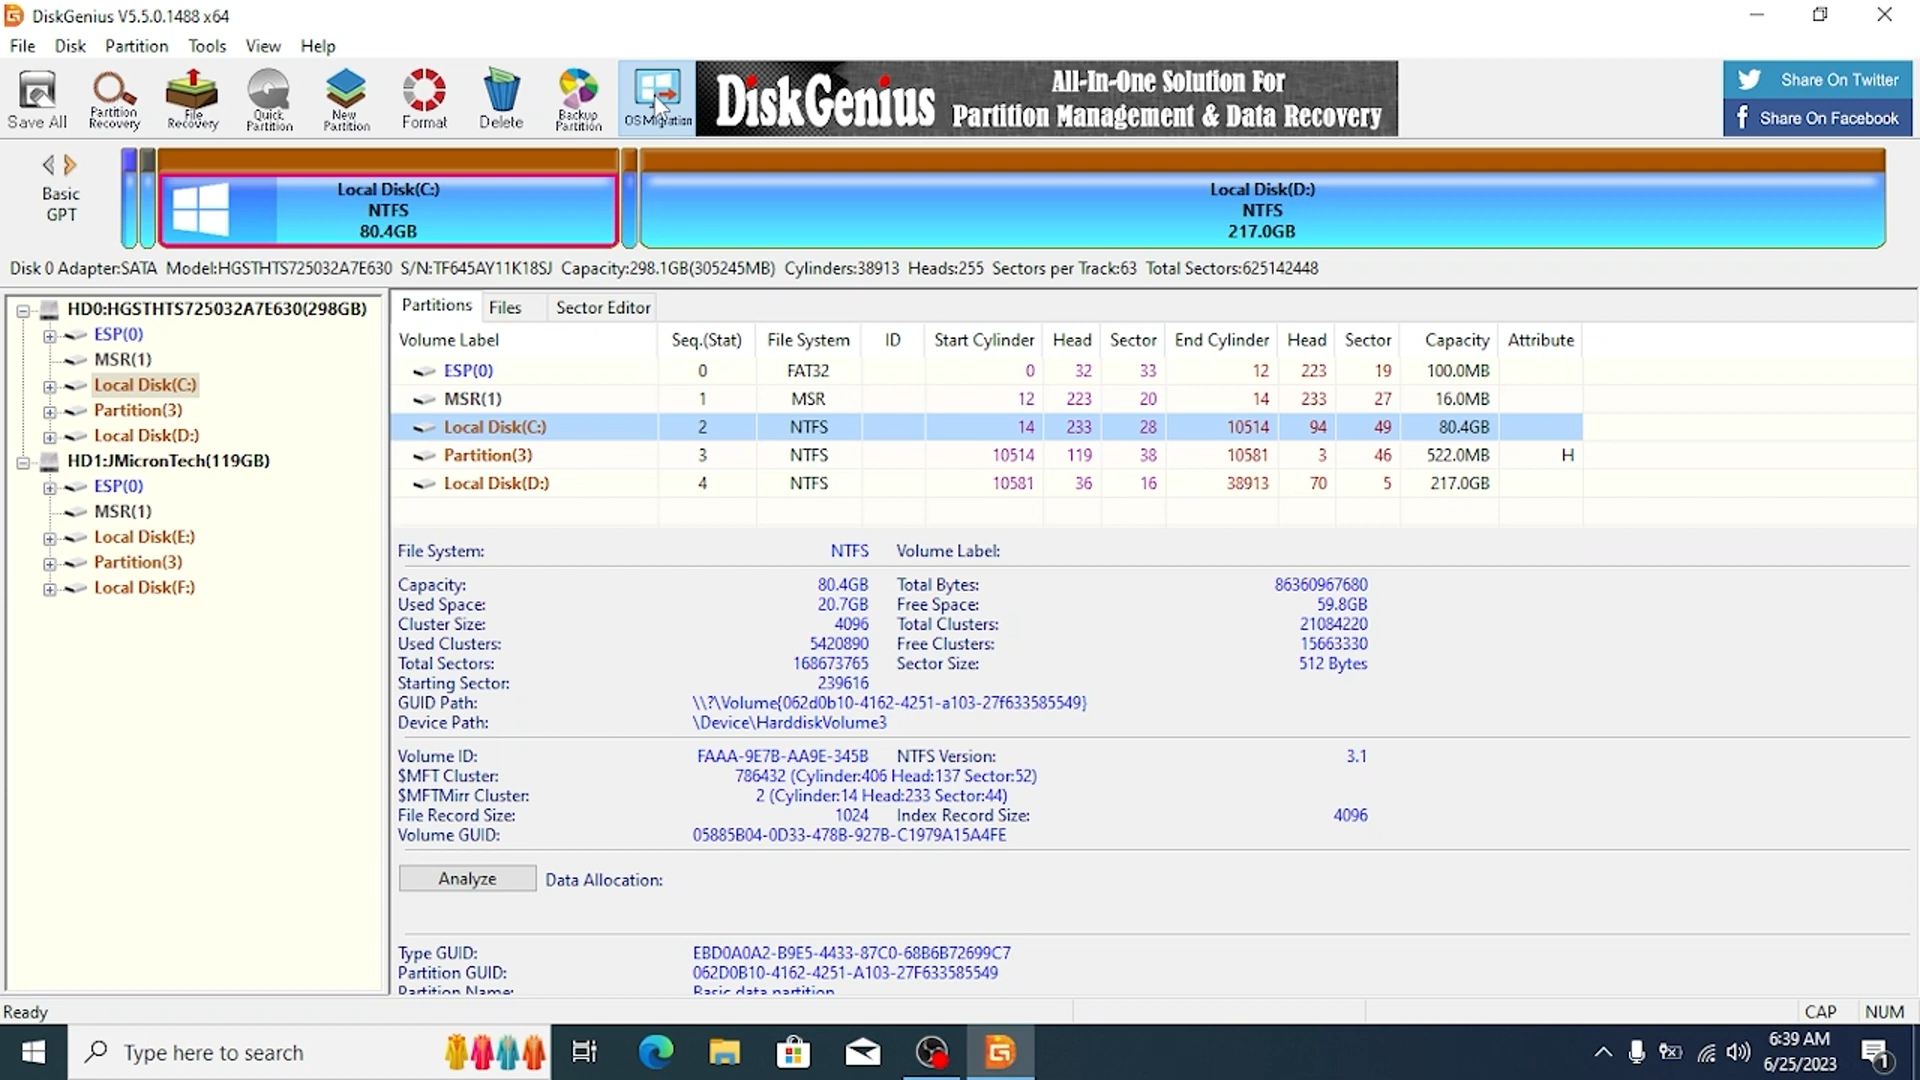 DiskGenius V5.5.0.1488 x64
File Disk Partition Tools View Help
Save All
Partition Recovery
File Recovery
Quick Partition
New Partition
Format
Delete
Backup Partition
OS Migration
DiskGenius
All-In-One Solution For
Partition Management & Data Recovery
Share On Twitter
Share On Facebook
Basic
GPT
Local Disk(C:)
NTFS
80.4GB
Local Disk(D:)
NTFS
217.0GB
Disk 0 Adapter:SATA Model:HGSTHTS725032A7E630 S/N:TF645AY11K18SJ Capacity:298.1GB(305245MB) Cylinders:38913 Heads:255 Sectors per Track:63 Total Sectors:625142448
HD0:HGSTHTS725032A7E630(298GB)
ESP(0)
MSR(1)
Local Disk(C:)
Partition(3)
Local Disk(D:)
HD1:JMicronTech(119GB)
ESP(0)
MSR(1)
Local Disk(E:)
Partition(3)
Local Disk(F:)
Partitions Files Sector Editor
Volume Label Seq.(Stat) File System ID Start Cylinder Head Sector End Cylinder Head Sector Capacity Attribute
ESP(0) 0 FAT32 0 32 33 12 223 19 100.0MB
MSR(1) 1 MSR 12 223 20 14 233 27 16.0MB
Local Disk(C:) 2 NTFS 14 233 28 10514 94 49 80.4GB
Partition(3) 3 NTFS 10514 119 38 10581 3 46 522.0MB H
Local Disk(D:) 4 NTFS 10581 36 16 38913 70 5 217.0GB
File System: NTFS Volume Label:
Capacity: 80.4GB Total Bytes: 86360967680
Used Space: 20.7GB Free Space: 59.8GB
Cluster Size: 4096 Total Clusters: 21084220
Used Clusters: 5420890 Free Clusters: 15663330
Total Sectors: 168673765 Sector Size: 512 Bytes
Starting Sector: 239616
GUID Path: \\?\Volume{062d0b10-4162-4251-a103-27f633585549}
Device Path: \Device\HarddiskVolume3
Volume ID: FAAA-9E7B-AA9E-345B NTFS Version: 3.1
$MFT Cluster: 786432 (Cylinder:406 Head:137 Sector:52)
$MFTMirr Cluster: 2 (Cylinder:14 Head:233 Sector:44)
File Record Size: 1024 Index Record Size: 4096
Volume GUID: 05885B04-0D33-478B-927B-C1979A15A4FE
Analyze Data Allocation:
Type GUID: EBD0A0A2-B9E5-4433-87C0-68B6B72699C7
Partition GUID: 062D0B10-4162-4251-A103-27F633585549
Partition Name: Basic data partition
Ready CAP NUM
Type here to search
6:39 AM
6/25/2023
1